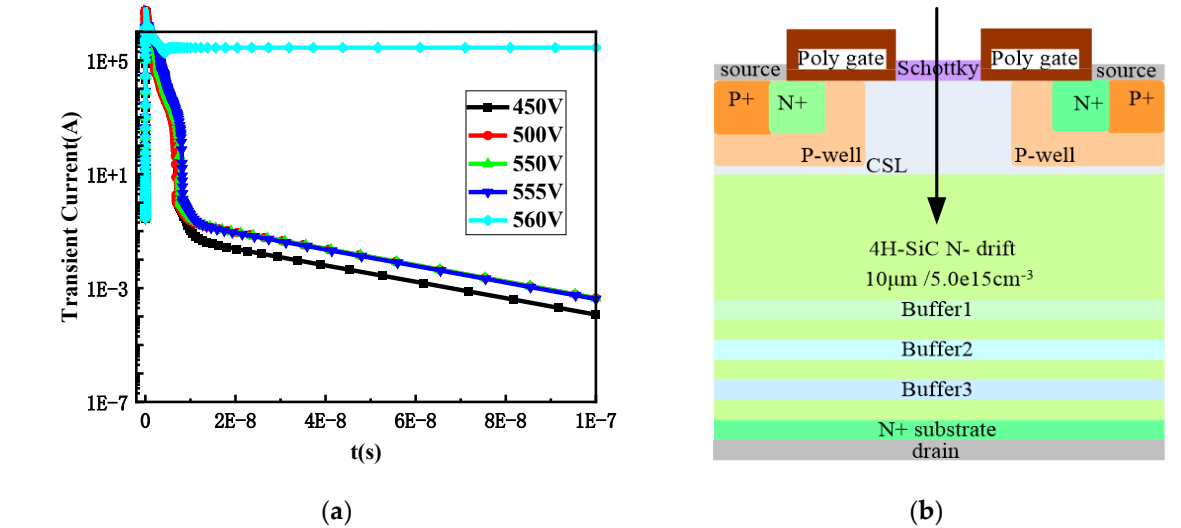 1E+5
1E+1
1E-3
1E-7
0
2E-8
4E-8
6E-8
8E-8
1E-7
Transient Current(A)
t(s)
450V
500V
550V
555V
560V
(a)
Poly gate
Poly gate
source
Schottky
source
P+
N+
N+
P+
P-well
P-well
CSL
4H-SiC N- drift
10μm /5.0e15cm-3
Buffer1
Buffer2
Buffer3
N+ substrate
drain
(b)